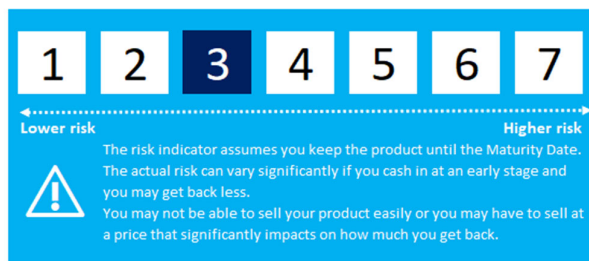 1 2 3 4 5 6 7
Lower risk Higher risk
The risk indicator assumes you keep the product until the Maturity Date.
The actual risk can vary significantly if you cash in at an early stage and
you may get back less.
You may not be able to sell your product easily or you may have to sell at
a price that significantly impacts on how much you get back.